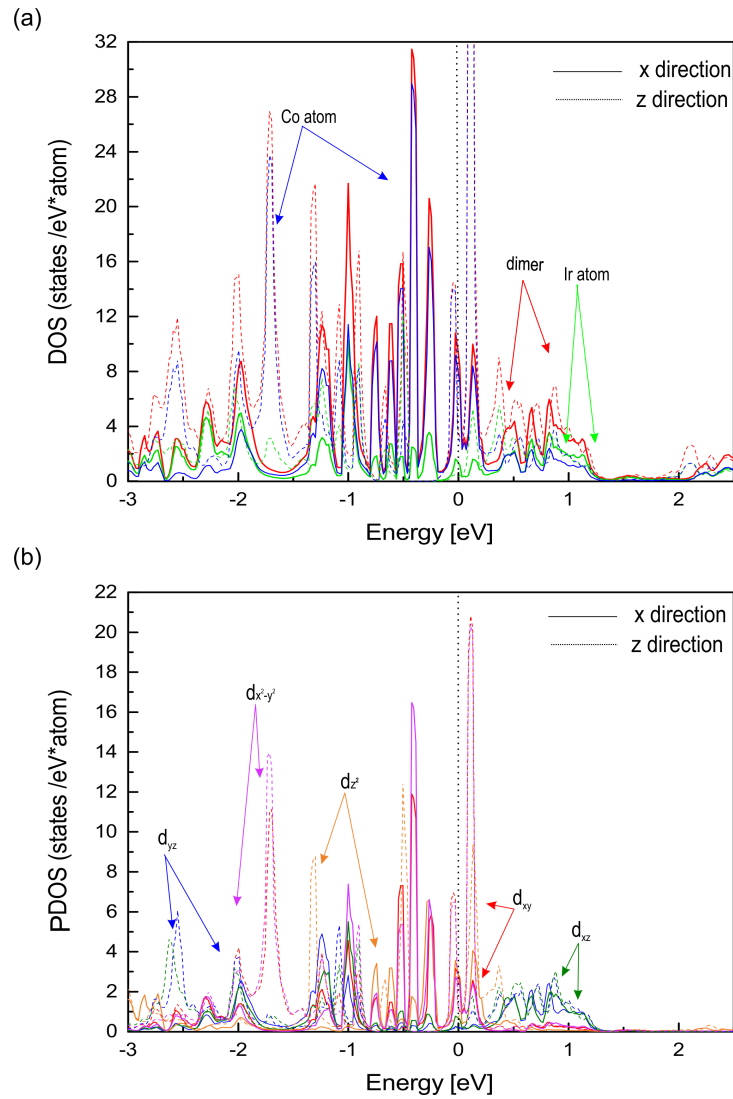 (a)
32
28
24
20
16
12
8
4
0
DOS (states /eV*atom)
x direction
z direction
Co atom
dimer
Ir atom
-3 -2 -1 0 1 2
Energy [eV]
(b)
22
20
18
16
14
12
10
8
6
4
2
0
PDOS (states /eV*atom)
x direction
z direction
dx²-y²
dz²
dyz
dxy
dxz
-3 -2 -1 0 1 2
Energy [eV]